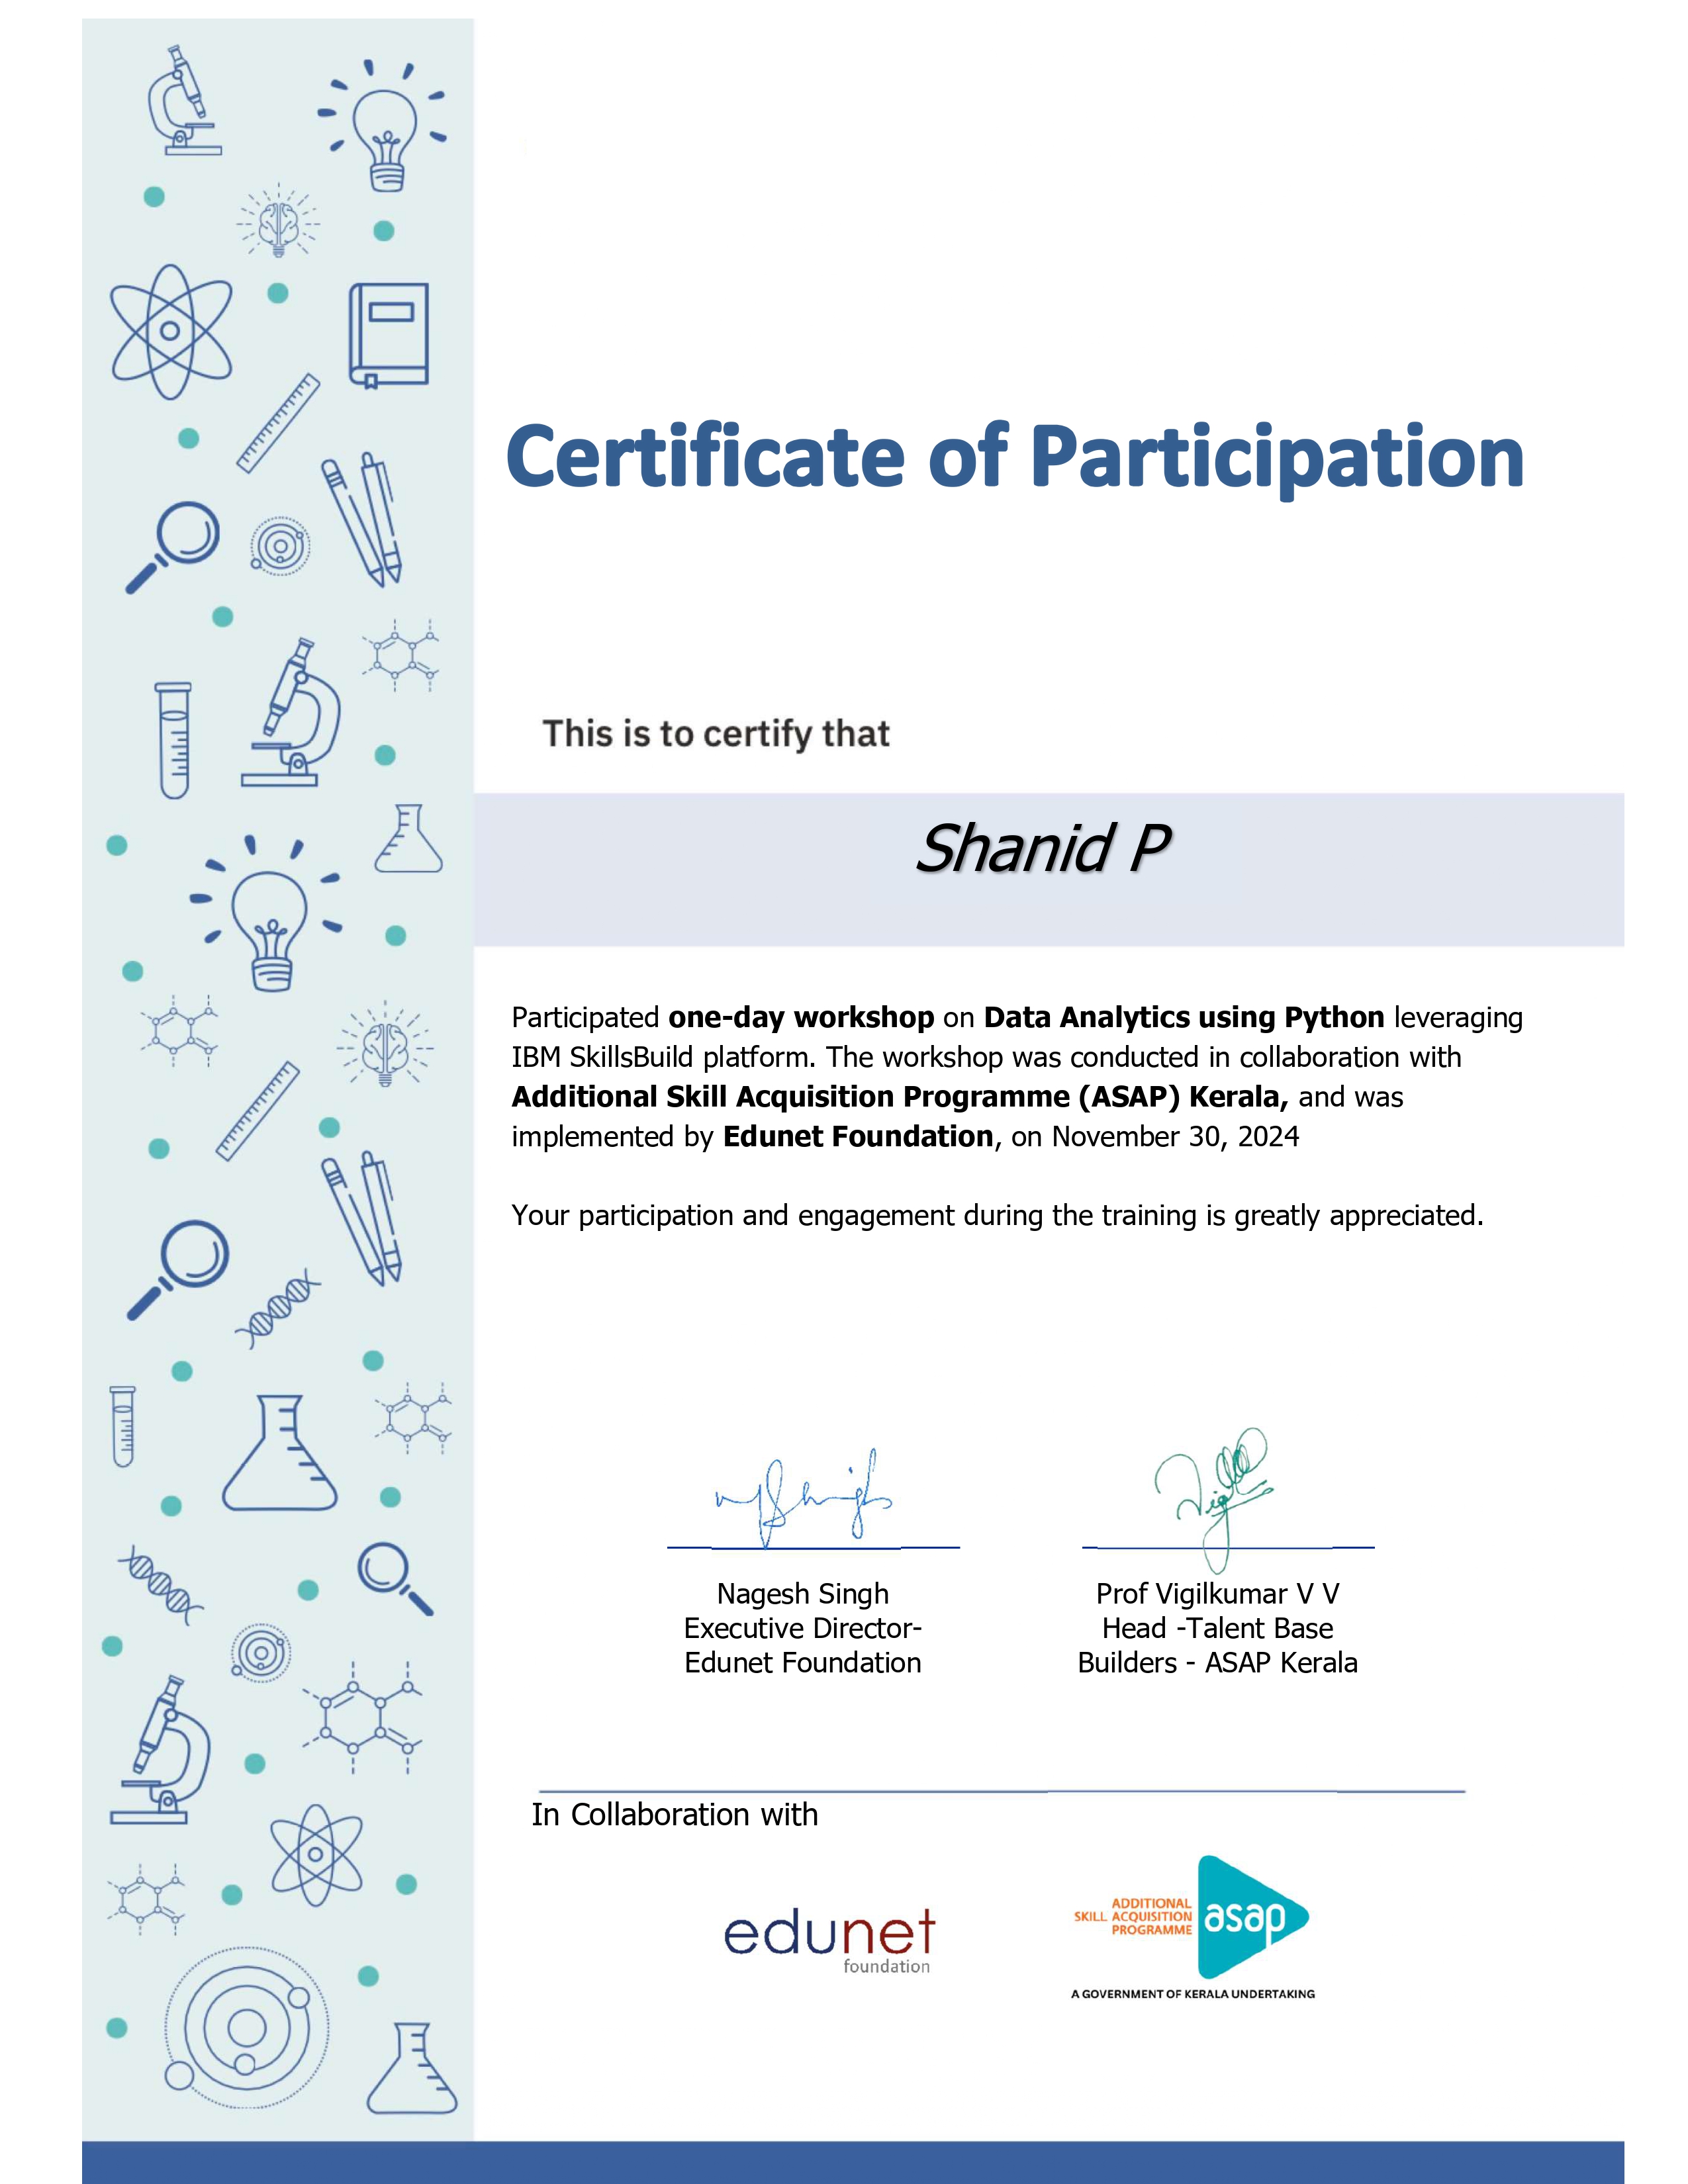 Certificate of Participation
This is to certify that
Shanid P
Participated one-day workshop on Data Analytics using Python leveraging
IBM SkillsBuild platform. The workshop was conducted in collaboration with
Additional Skill Acquisition Programme (ASAP) Kerala, and was
implemented by Edunet Foundation, on November 30, 2024
Your participation and engagement during the training is greatly appreciated.
Nagesh Singh
Executive Director-
Edunet Foundation
Prof Vigilkumar V V
Head -Talent Base
Builders - ASAP Kerala
In Collaboration with
edunet
foundation
ADDITIONAL
SKILL ACQUISITION
PROGRAMME
asap
A GOVERNMENT OF KERALA UNDERTAKING